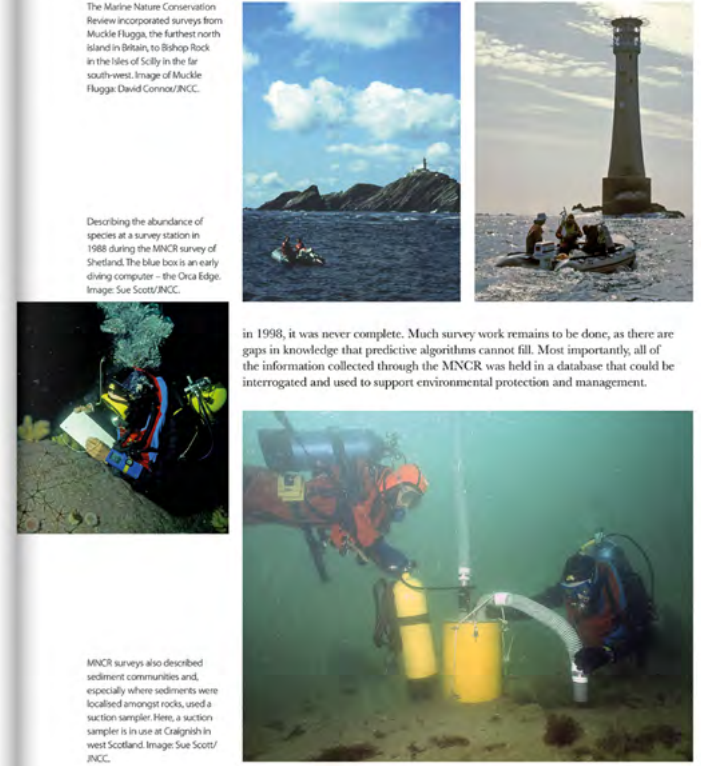 The Marine Nature Conservation
Review incorporated surveys from
Muckle Flugga, the furthest north
island in Britain, to Bishop Rock
in the Isles of Scilly in the far
south-west. Image of Muckle
Flugga: David Connor/JNCC.
Describing the abundance of
species at a survey station in
1988 during the MNCR survey of
Shetland. The blue box is an early
diving computer – the Orca Edge.
Image: Sue Scott/JNCC.
in 1998, it was never complete. Much survey work remains to be done, as there are
gaps in knowledge that predictive algorithms cannot fill. Most importantly, all of
the information collected through the MNCR was held in a database that could be
interrogated and used to support environmental protection and management.
MNCR surveys also described
sediment communities and,
especially where sediments were
localised amongst rocks, used a
suction sampler. Here, a suction
sampler is in use at Craignish in
west Scotland. Image: Sue Scott/
JNCC.